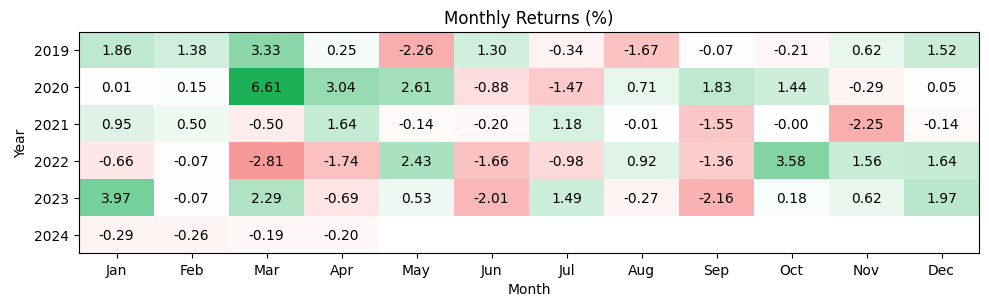 Monthly Returns (%)
2019 1.86 1.38 3.33 0.25 -2.26 1.30 -0.34 -1.67 -0.07 -0.21 0.62 1.52
2020 0.01 0.15 6.61 3.04 2.61 -0.88 -1.47 0.71 1.83 1.44 -0.29 0.05
2021 0.95 0.50 -0.50 1.64 -0.14 -0.20 1.18 -0.01 -1.55 -0.00 -2.25 -0.14
Year
2022 -0.66 -0.07 -2.81 -1.74 2.43 -1.66 -0.98 0.92 -1.36 3.58 1.56 1.64
2023 3.97 -0.07 2.29 -0.69 0.53 -2.01 1.49 -0.27 -2.16 0.18 0.62 1.97
2024 -0.29 -0.26 -0.19 -0.20
Jan Feb Mar Apr May Jun Jul Aug Sep Oct Nov Dec
Month